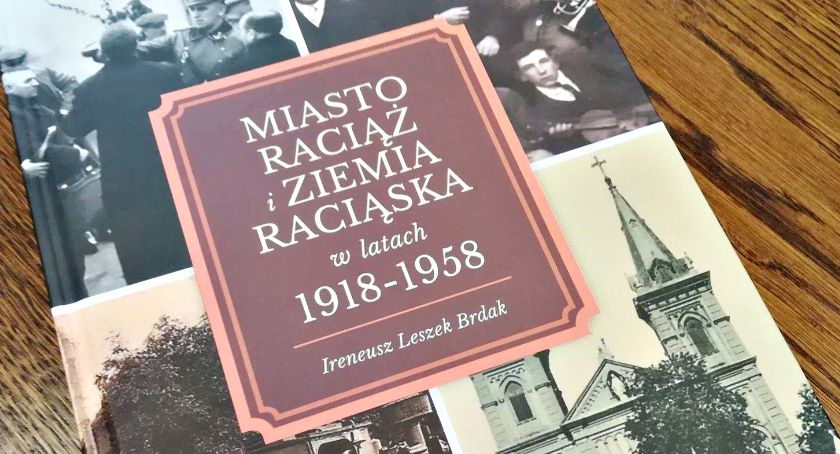 MIASTO
RACIĄŻ
i ZIEMIA
RACIĄSKA
w latach
1918-1958
Ireneusz Leszek Brdak